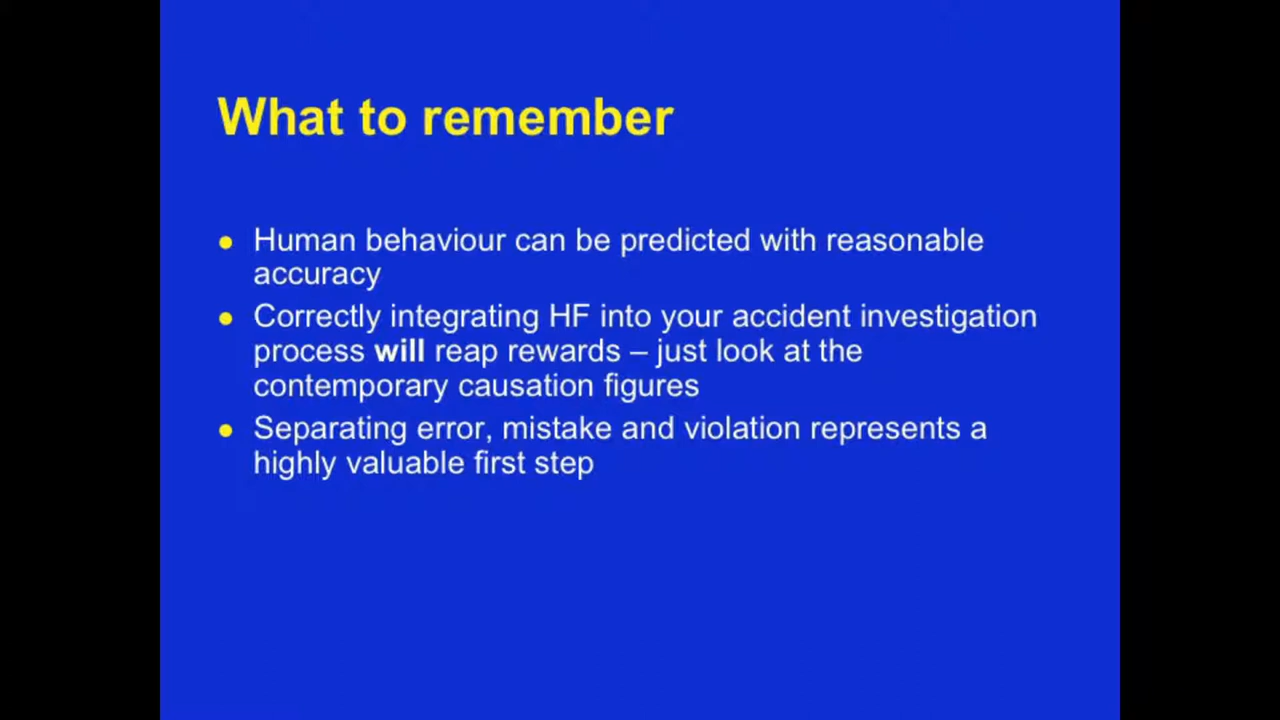 What to remember
Human behaviour can be predicted with reasonable
accuracy
Correctly integrating HF into your accident investigation
process will reap rewards – just look at the
contemporary causation figures
Separating error, mistake and violation represents a
highly valuable first step